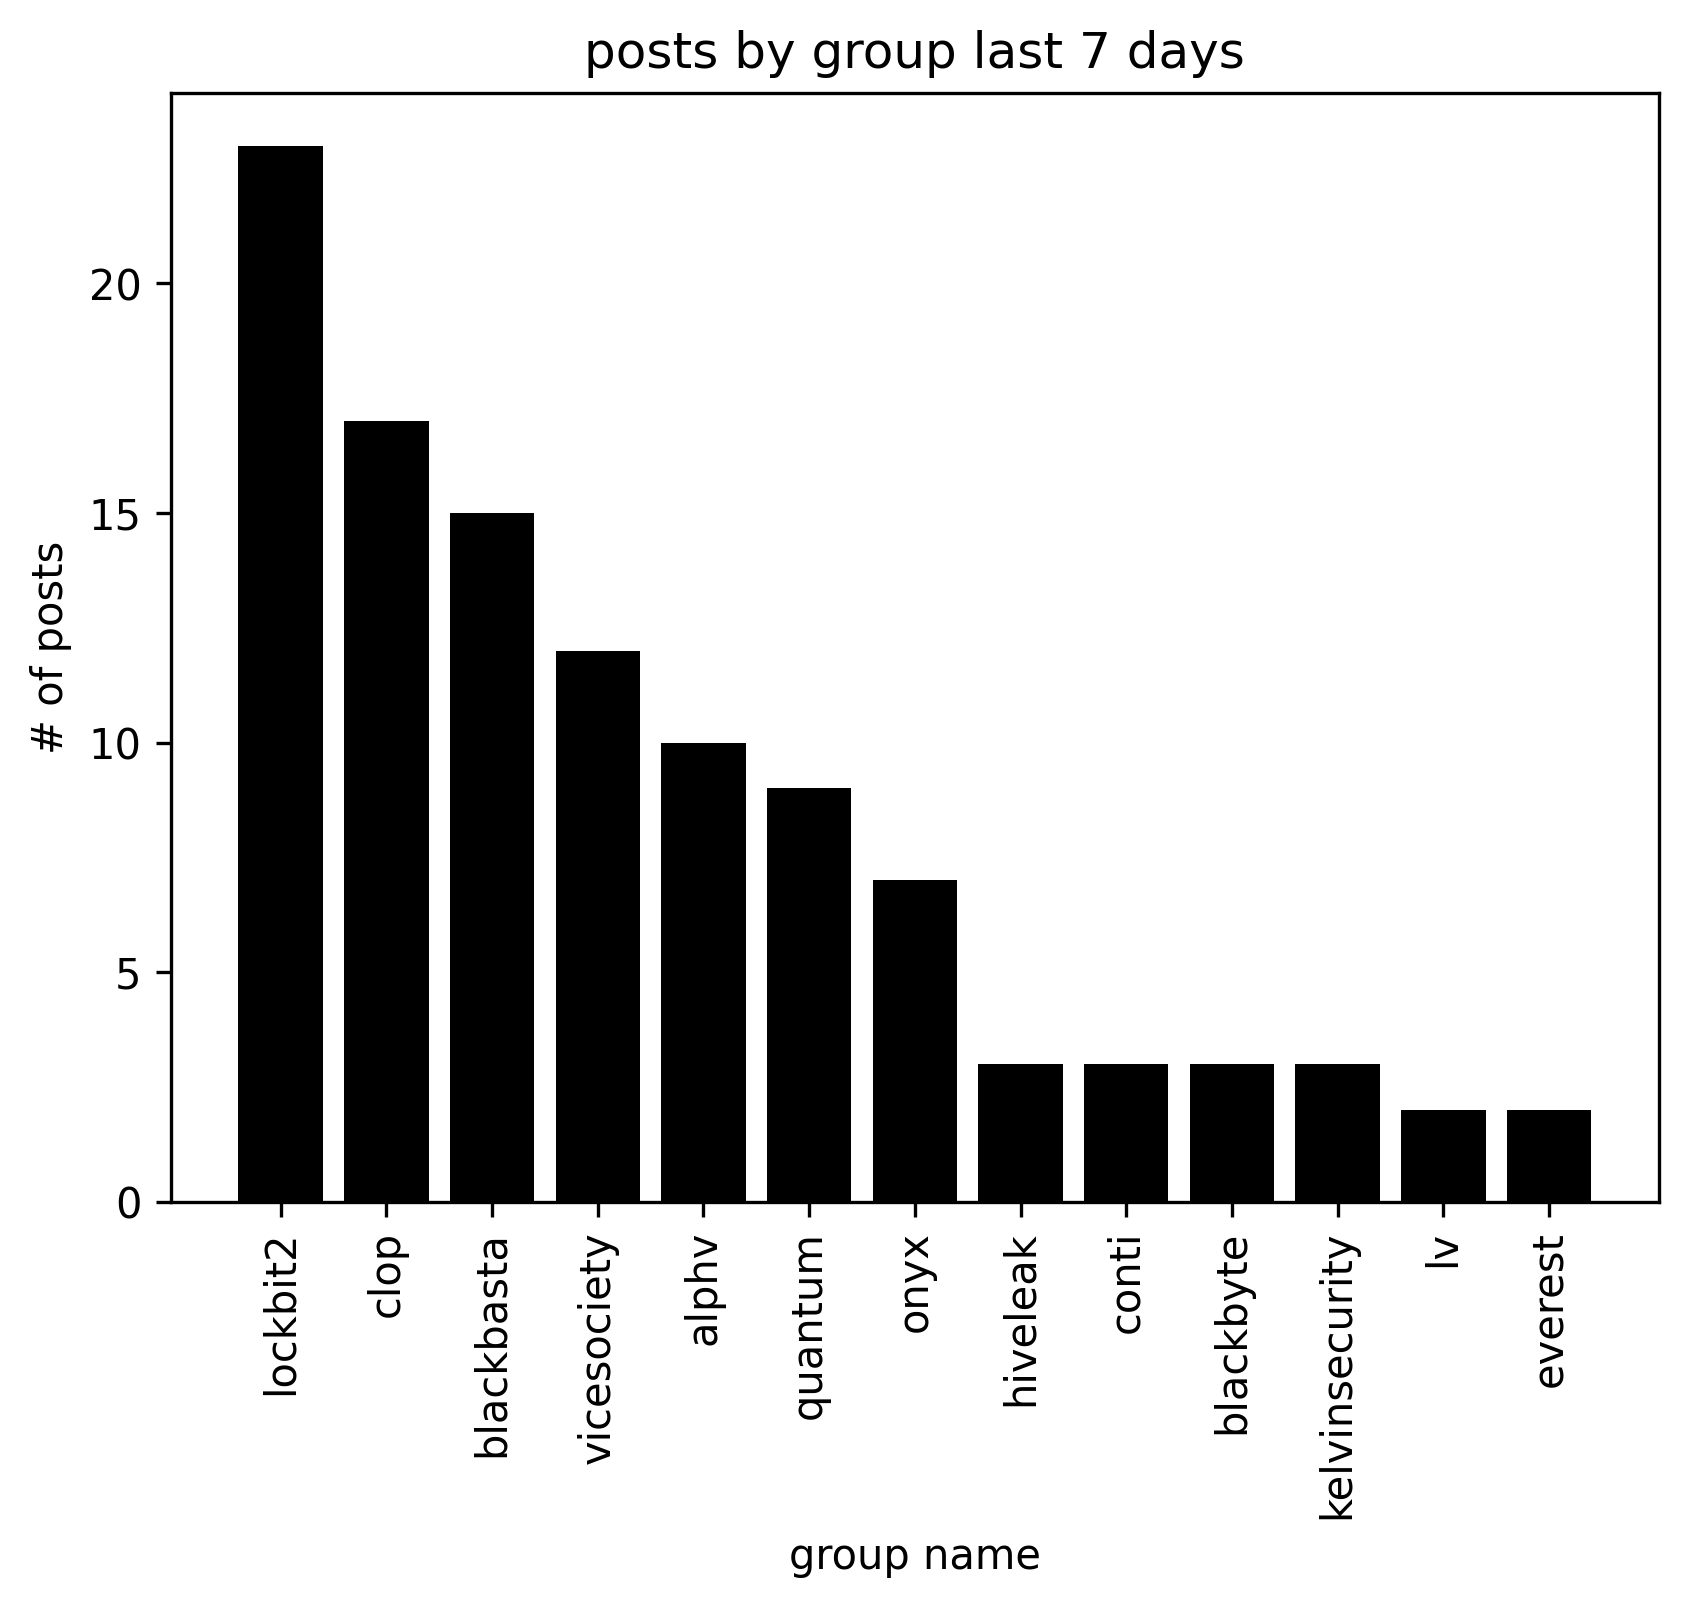 posts by group last 7 days
# of posts
20
15
10
5
0
lockbit2
clop
blackbasta
vicesociety
alphv
quantum
onyx
hiveleak
conti
blackbyte
kelvinsecurity
lv
everest
group name